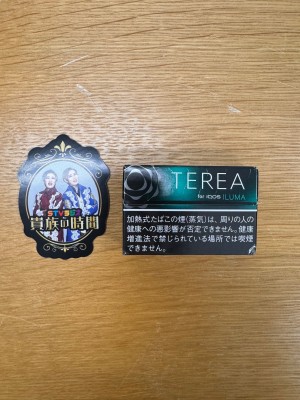 STV
貴族の時間
TEREA
for IQOS ILUMA
加熱式たばこの煙(蒸気)は、周りの人の
健康への悪影響が否定できません。健康
増進法で禁じられている場所では喫煙
できません。